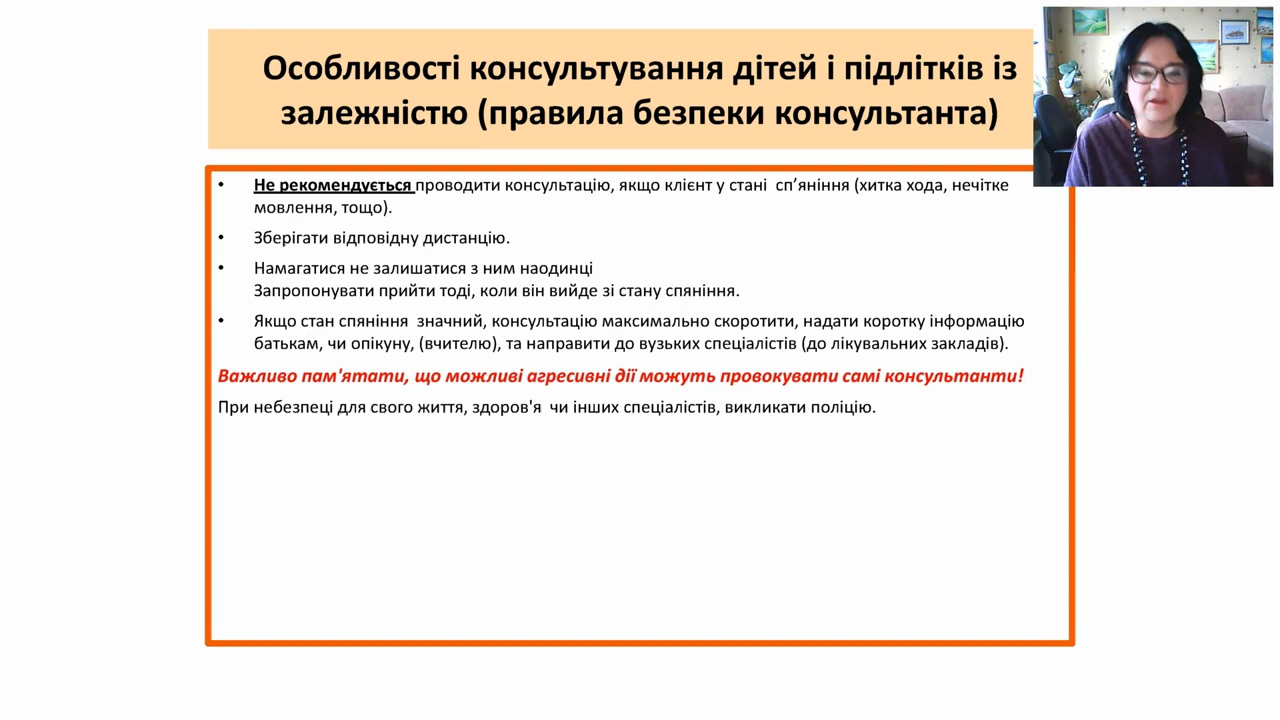 Особливості консультування дітей і підлітків із
залежністю (правила безпеки консультанта)
• Не рекомендується проводити консультацію, якщо клієнт у стані сп’яніння (хитка хода, нечітке
мовлення, тощо).
• Зберігати відповідну дистанцію.
• Намагатися не залишатися з ним наодинці
Запропонувати прийти тоді, коли він вийде зі стану спяніння.
• Якщо стан спяніння значний, консультацію максимально скоротити, надати коротку інформацію
батькам, чи опікуну, (вчителю), та направити до вузьких спеціалістів (до лікувальних закладів).
Важливо пам'ятати, що можливі агресивні дії можуть провокувати самі консультанти!
При небезпеці для свого життя, здоров'я чи інших спеціалістів, викликати поліцію.